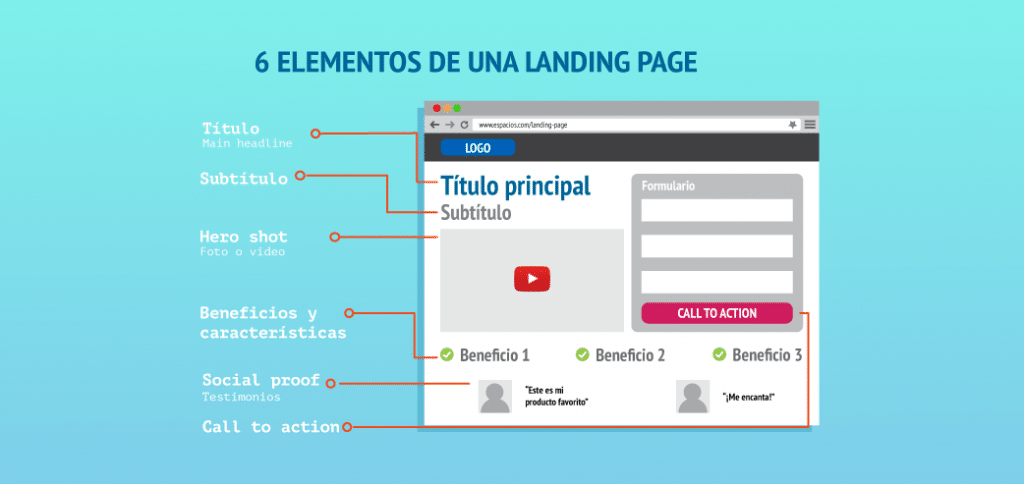 6 ELEMENTOS DE UNA LANDING PAGE
Título
Main headline
Subtítulo
Hero shot
Foto o video
Beneficios y
características
Social proof
Testimonios
Call to action
www.espacios.com/landing-page
LOGO
Título principal
Subtítulo
Formulario
CALL TO ACTION
Beneficio 1
Beneficio 2
Beneficio 3
"Este es mi
producto favorito"
"¡Me encanta!"